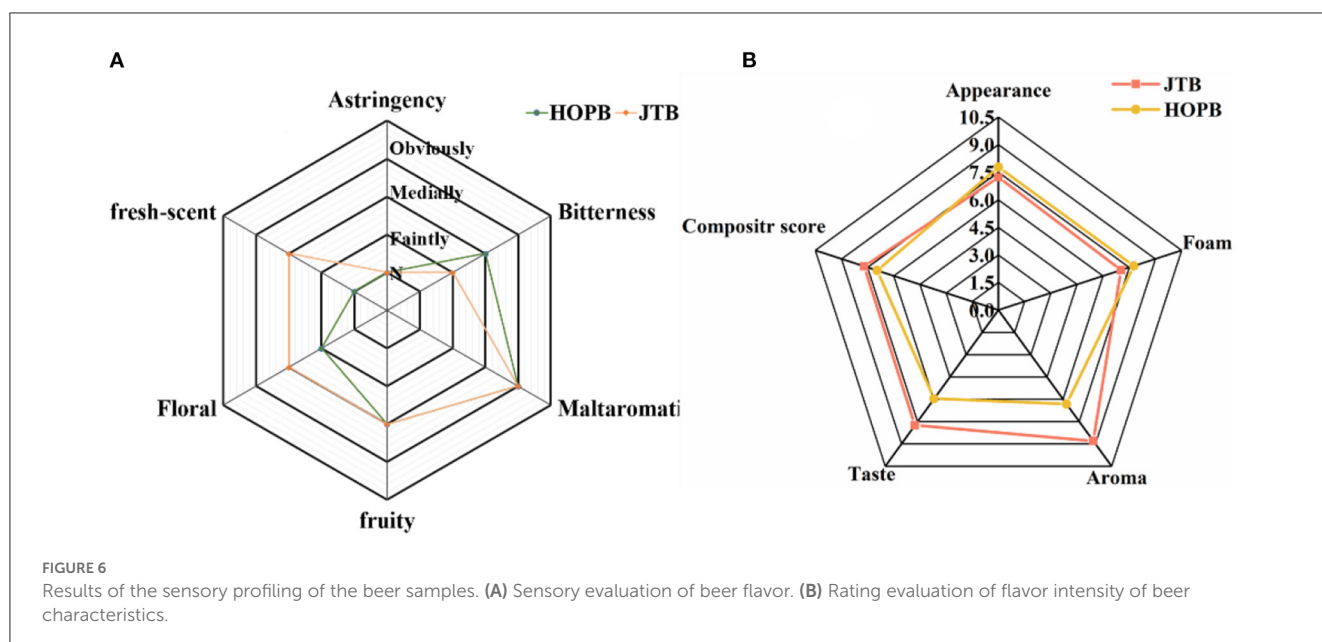 A
Astringency
HOPB JTB
Obviously
Medially
Faintly
N
fresh-scent
Bitterness
Floral
Maltaromati
fruity
B
JTB
HOPB
Appearance
10.5
9.0
7.5
6.0
4.5
3.0
1.5
0.0
Compositr score
Foam
Taste
Aroma
FIGURE 6
Results of the sensory profiling of the beer samples. (A) Sensory evaluation of beer flavor. (B) Rating evaluation of flavor intensity of beer
characteristics.